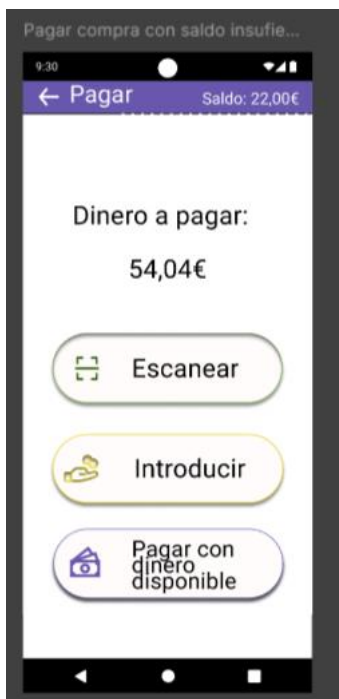 Pagar compra con saldo insufie...
9:30
Pagar
Saldo: 22,00€
Dinero a pagar:
54,04€
Escanear
Introducir
Pagar con
dinero
disponible